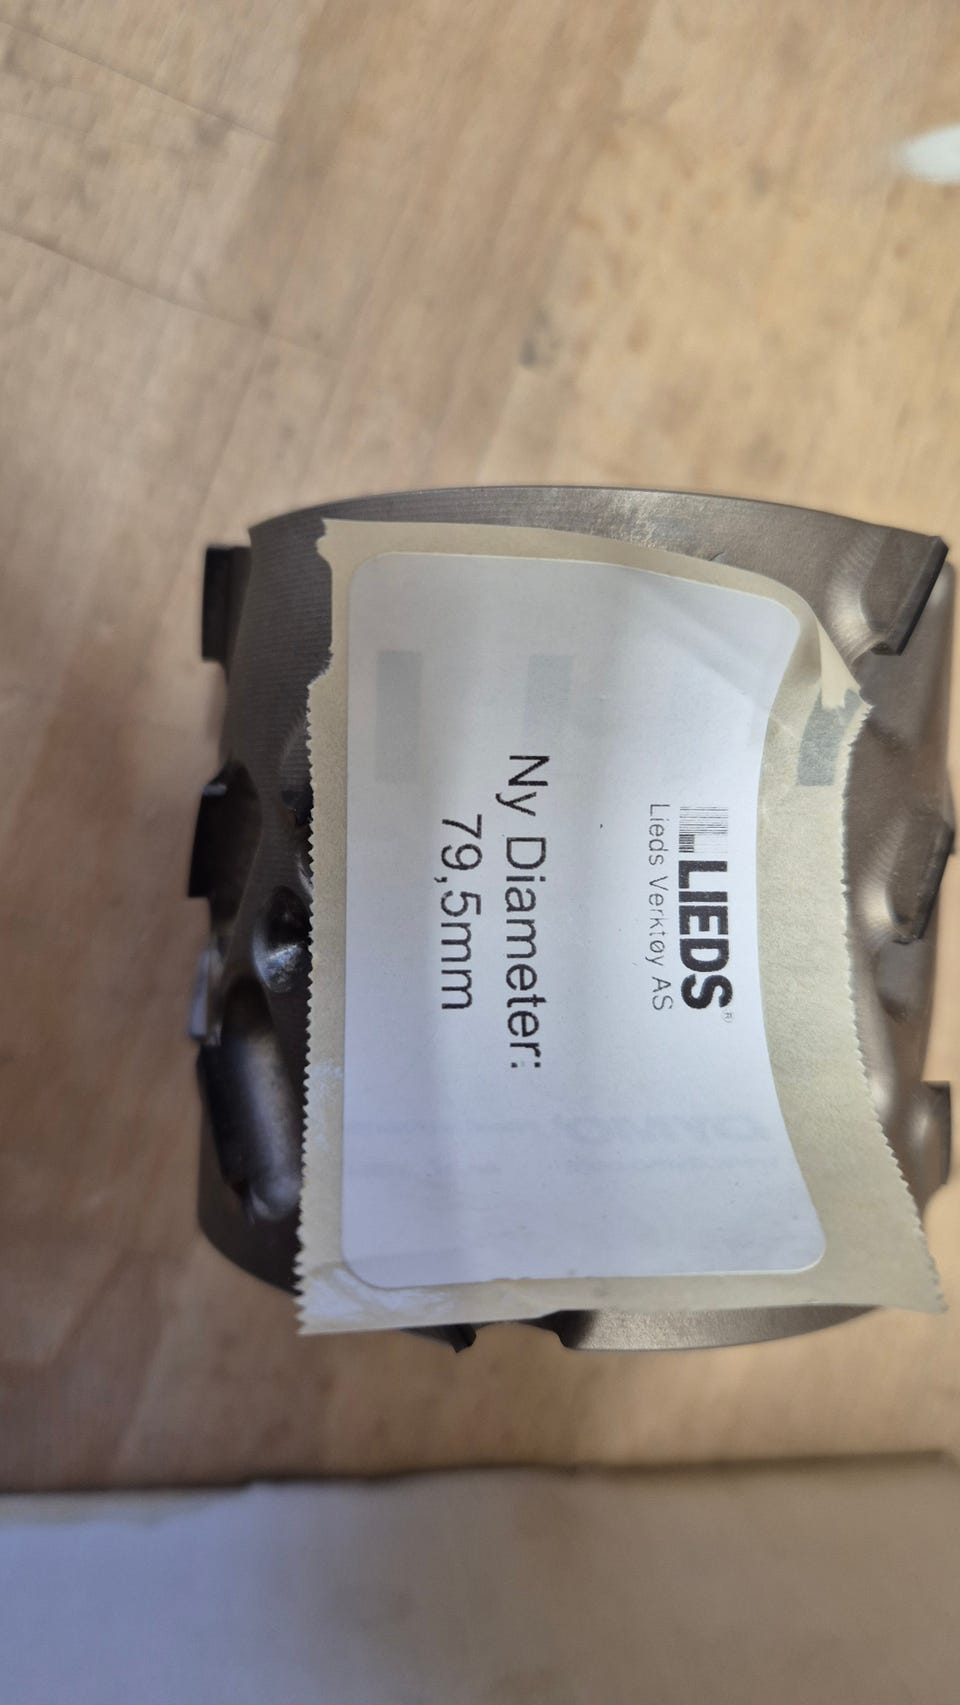 LIEDS®
Lieds Verktøy AS
Ny Diameter:
79,5mm